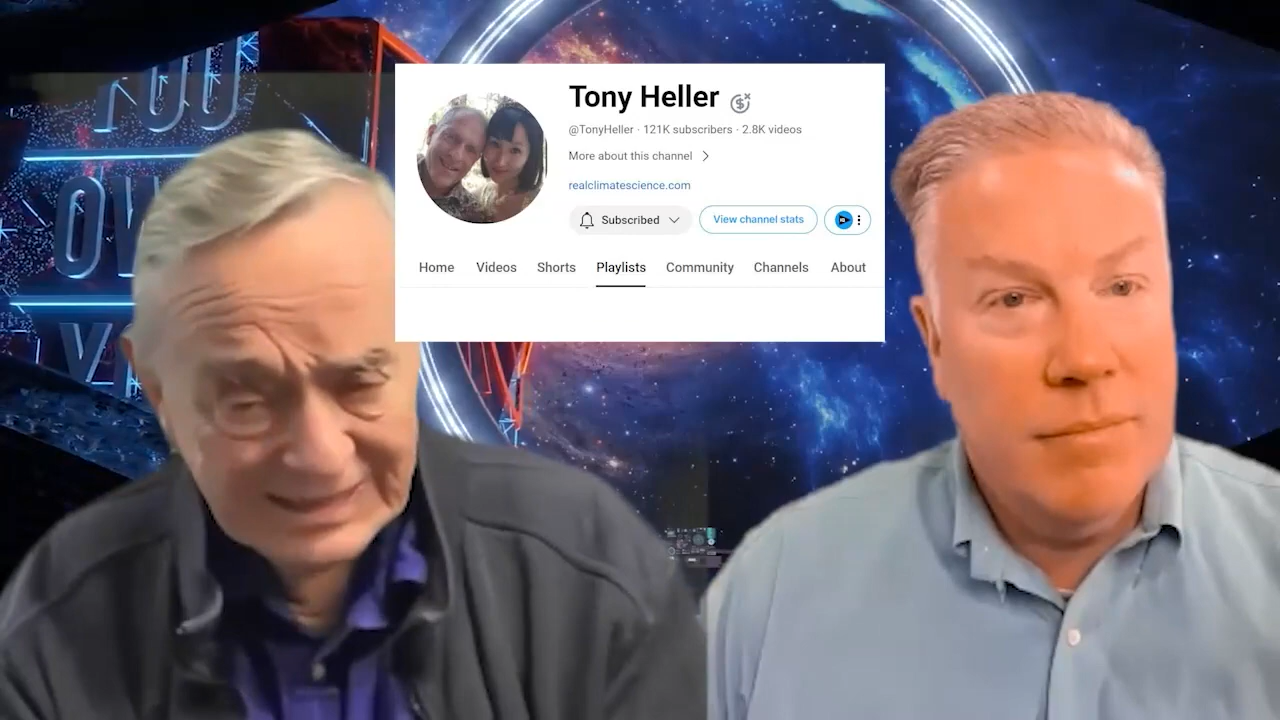 YOU
Tony Heller
@TonyHeller · 121K subscribers · 2.8K videos
More about this channel
realclimatescience.com
Subscribed
View channel stats
Home Videos Shorts Playlists Community Channels About